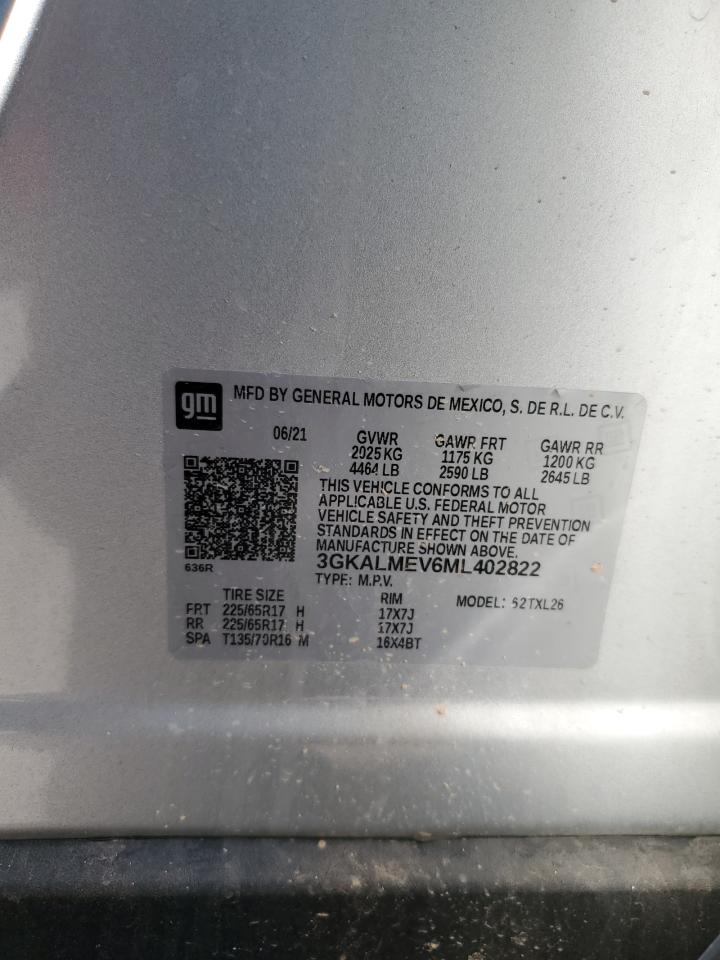 gm
MFD BY GENERAL MOTORS DE MEXICO, S. DE R.L. DE C.V.
06/21 GVWR GAWR FRT GAWR RR
2025 KG 1175 KG 1200 KG
4464 LB 2590 LB 2645 LB
THIS VEHICLE CONFORMS TO ALL
APPLICABLE U.S. FEDERAL MOTOR
VEHICLE SAFETY AND THEFT PREVENTION
STANDARDS IN EFFECT ON THE DATE OF
MANUFACTURE SHOWN ABOVE.
636R
3GKALMEV6ML402822
TYPE: M.P.V.
TIRE SIZE RIM MODEL: 62TXL26
FRT 225/65R17 H 17X7J
RR 225/65R17 H 17X7J
SPA T135/70R16 M 16X4BT